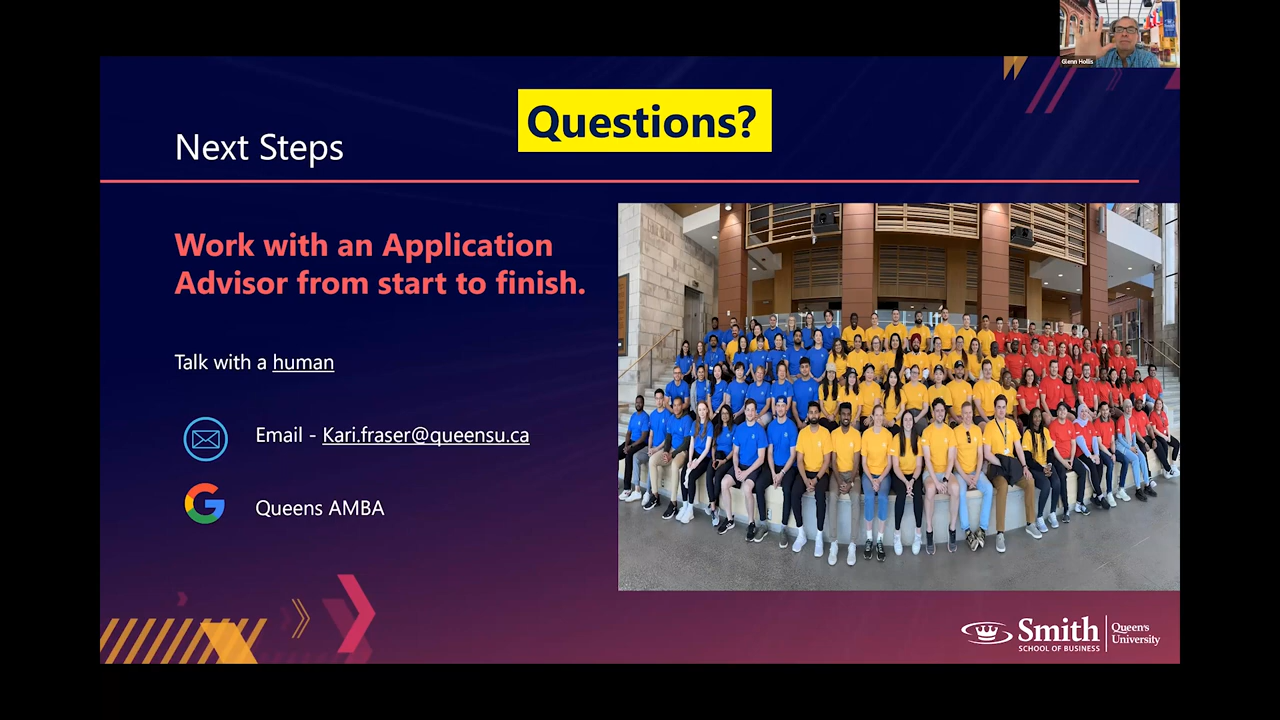 Glenn Hollis
Questions?
Next Steps
Work with an Application
Advisor from start to finish.
Talk with a human
Email - Kari.fraser@queensu.ca
Queens AMBA
Smith
SCHOOL OF BUSINESS
Queen's
University